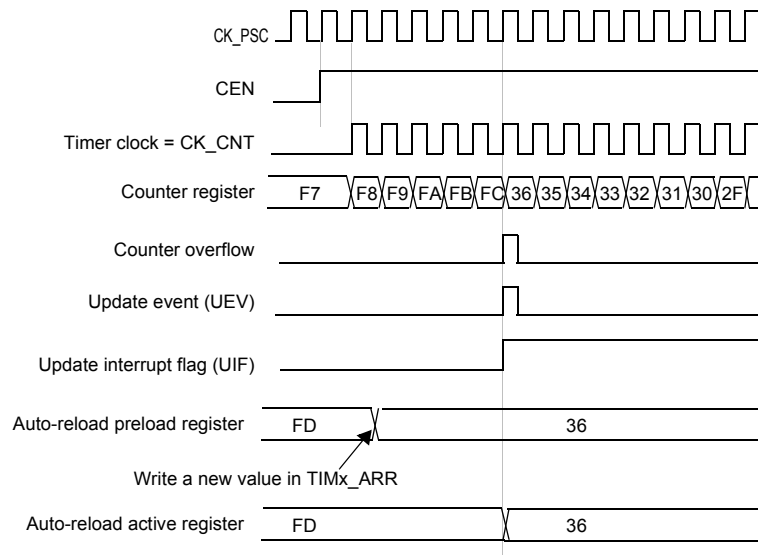 CK_PSC
CEN
Timer clock = CK_CNT
Counter register F7 F8 F9 FA FB FC 36 35 34 33 32 31 30 2F
Counter overflow
Update event (UEV)
Update interrupt flag (UIF)
Auto-reload preload register FD 36
Write a new value in TIMx_ARR
Auto-reload active register FD 36